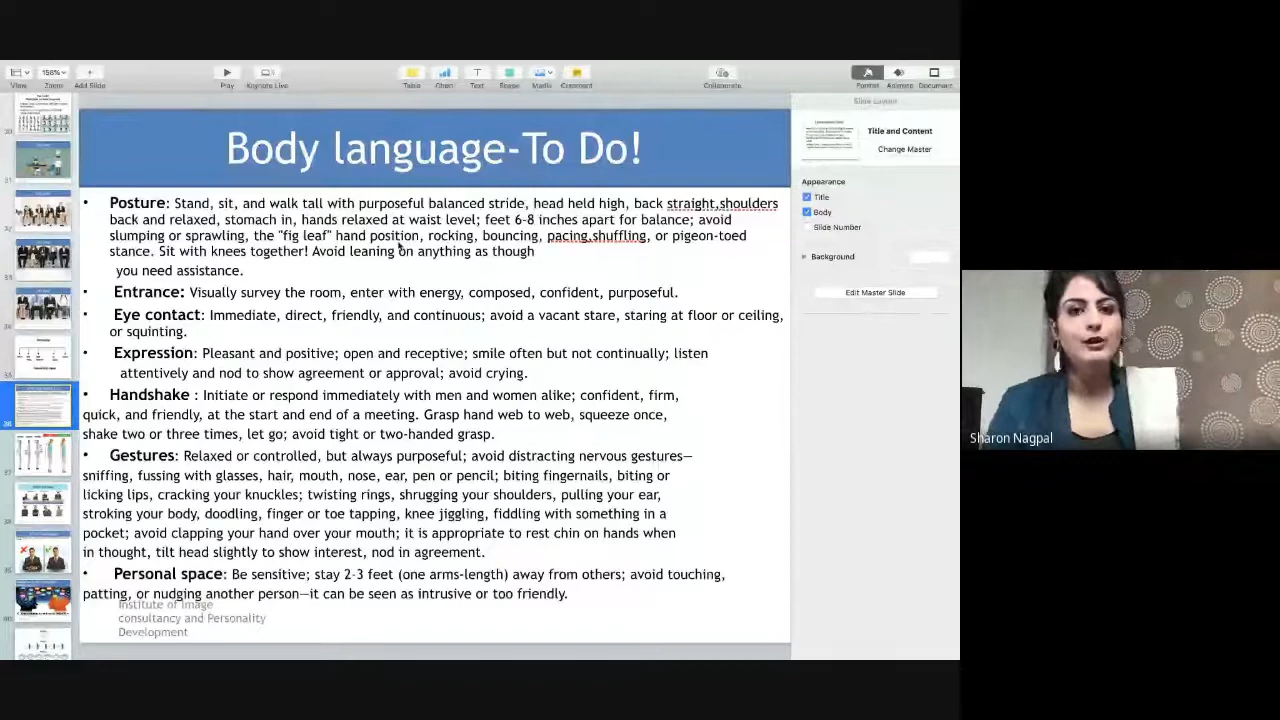 158%
View Zoom Add Slide Play Keynote Live Table Chart Text Shape Media Comment Collaborate Format Animate Document
Body language-To Do!
• Posture: Stand, sit, and walk tall with purposeful balanced stride, head held high, back straight,shoulders
back and relaxed, stomach in, hands relaxed at waist level; feet 6-8 inches apart for balance; avoid
slumping or sprawling, the "fig leaf" hand position, rocking, bouncing, pacing,shuffling, or pigeon-toed
stance. Sit with knees together! Avoid leaning on anything as though
you need assistance.
• Entrance: Visually survey the room, enter with energy, composed, confident, purposeful.
• Eye contact: Immediate, direct, friendly, and continuous; avoid a vacant stare, staring at floor or ceiling,
or squinting.
• Expression: Pleasant and positive; open and receptive; smile often but not continually; listen
attentively and nod to show agreement or approval; avoid crying.
• Handshake: Initiate or respond immediately with men and women alike; confident, firm,
quick, and friendly; at the start and end of a meeting. Grasp hand web to web, squeeze once,
shake two or three times, let go; avoid tight or two-handed grasp.
• Gestures: Relaxed or controlled, but always purposeful; avoid distracting nervous gestures—
sniffing, fussing with glasses, hair, mouth, nose, ear, pen or pencil; biting fingernails, biting or
licking lips, cracking your knuckles; twisting rings, shrugging your shoulders, pulling your ear,
stroking your body, doodling, finger or toe tapping, knee jiggling, fiddling with something in a
pocket; avoid clapping your hand over your mouth; it is appropriate to rest chin on hands when
in thought, tilt head slightly to show interest, nod in agreement.
• Personal space: Be sensitive; stay 2-3 feet (one arms-length) away from others; avoid touching,
patting, or nudging another person—it can be seen as intrusive or too friendly.
Institute of Image
consultancy and Personality
Development
Slide Layout
Title and Content
Change Master
Appearance
Title
Body
Slide Number
Background
Edit Master Slide
Sharon Nagpal